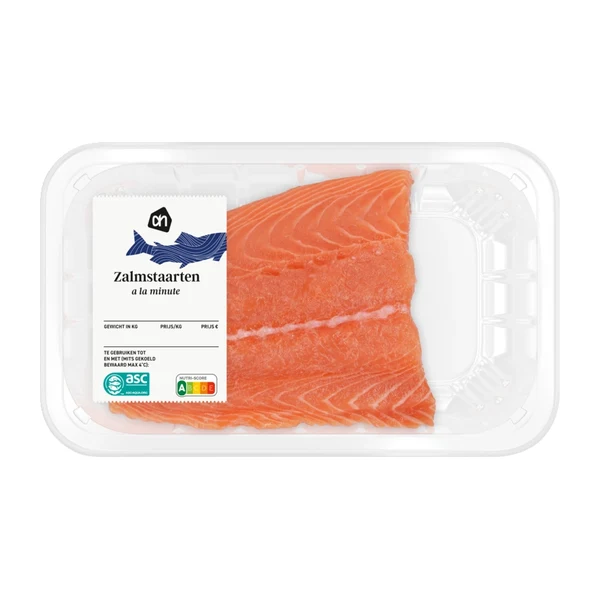 ah
Zalmstaarten
a la minute
GEWICHT IN KG PRIJS/KG PRIJS €
TE GEBRUIKEN TOT
EN MET (MITS GEKOELD
BEWAARD MAX 4°C):
asc
NUTRI-SCORE
A B C D E